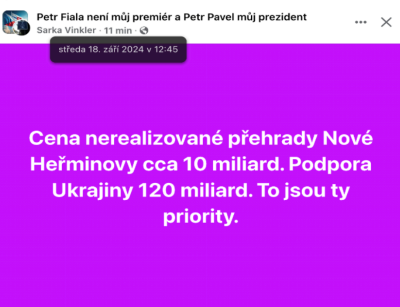 Petr Fiala není můj premiér a Petr Pavel můj prezident
Sarka Vinkler · 11 min ·
středa 18. září 2024 v 12:45
Cena nerealizované přehrady Nové
Heřminovy cca 10 miliard. Podpora
Ukrajiny 120 miliard. To jsou ty
priority.